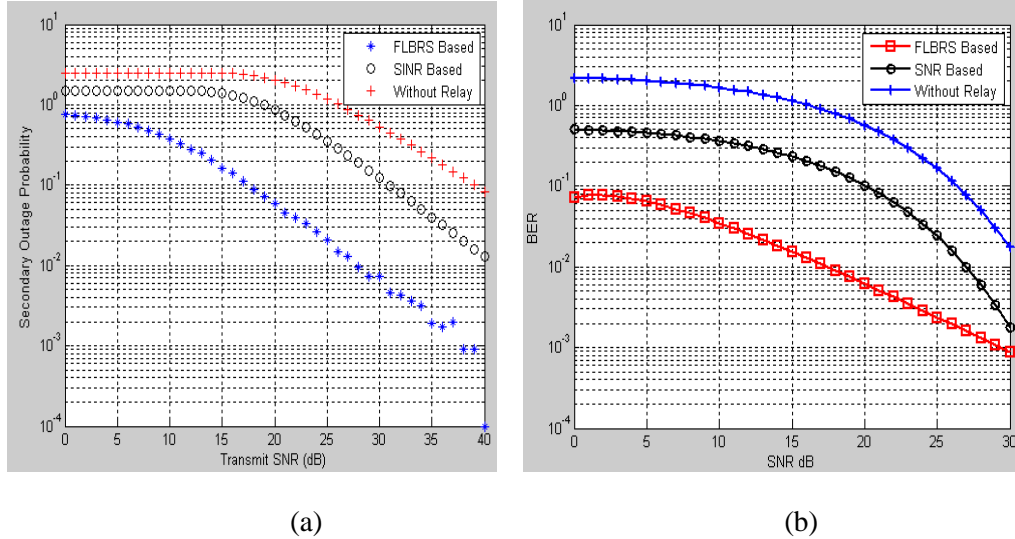 10^1
10^0
10^-1
10^-2
10^-3
10^-4
Secondary Outage Probability
FLBRS Based
SINR Based
Without Relay
0 5 10 15 20 25 30 35 40
Transmit SNR (dB)
(a)
10^2
10^1
10^0
10^-1
10^-2
10^-3
10^-4
BER
FLBRS Based
SNR Based
Without Relay
0 5 10 15 20 25 30
SNR dB
(b)